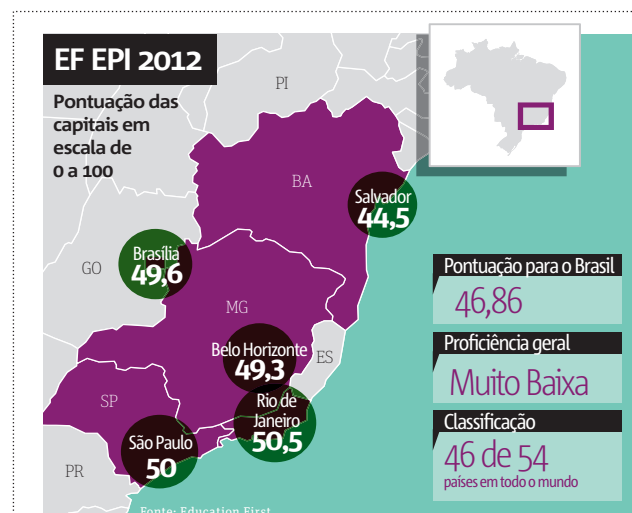 EF EPI 2012
Pontuação das
capitais em
escala de
0 a 100
PI
BA
Salvador
44,5
GO
Brasília
49,6
MG
Belo Horizonte
49,3
ES
Rio de
Janeiro
50,5
SP
São Paulo
50
PR
Fonte: Education First
Pontuação para o Brasil
46,86
Proficiência geral
Muito Baixa
Classificação
46 de 54
países em todo o mundo